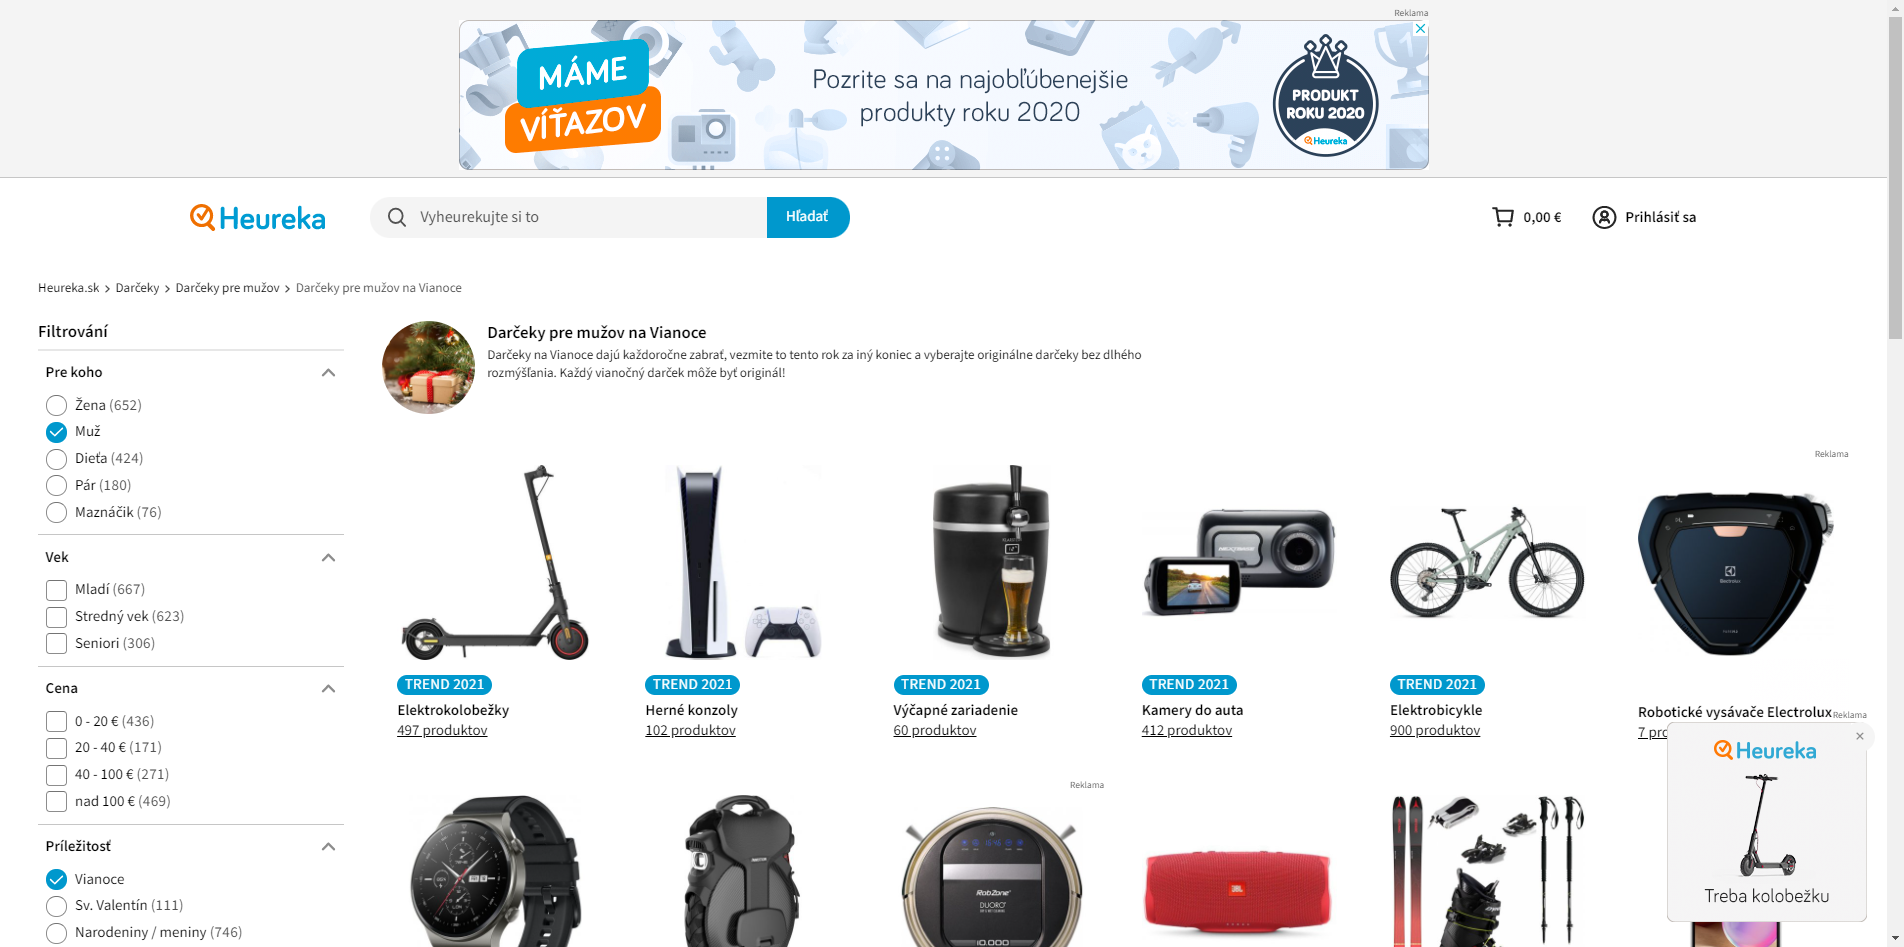 Reklama
MÁME
VÍŤAZOV
Pozrite sa na najobľúbenejšie
produkty roku 2020
PRODUKT
ROKU 2020
Heureka
Heureka
Vyheurekujte si to
Hľadať
0,00 €
Prihlásiť sa
Heureka.sk > Darčeky > Darčeky pre mužov > Darčeky pre mužov na Vianoce
Filtrování
Pre koho
Žena (652)
Muž
Dieťa (424)
Pár (180)
Maznáčik (76)
Vek
Mladí (667)
Stredný vek (623)
Seniori (306)
Cena
0 - 20 € (436)
20 - 40 € (171)
40 - 100 € (271)
nad 100 € (469)
Príležitosť
Vianoce
Sv. Valentín (111)
Narodeniny / meniny (746)
Darčeky pre mužov na Vianoce
Darčeky na Vianoce dajú každoročne zabrať, vezmite to tento rok za iný koniec a vyberajte originálne darčeky bez dlhého
rozmýšľania. Každý vianočný darček môže byť originál!
Reklama
TREND 2021
Elektrokolobežky
497 produktov
TREND 2021
Herné konzoly
102 produktov
TREND 2021
Výčapné zariadenie
60 produktov
NEXTBASE
TREND 2021
Kamery do auta
412 produktov
TREND 2021
Elektrobicykle
900 produktov
Electrolux
Robotické vysávače Electrolux
7 pro
Reklama
RobZone
DUORO
10.000
JBL
Reklama
Heureka
Treba kolobežku